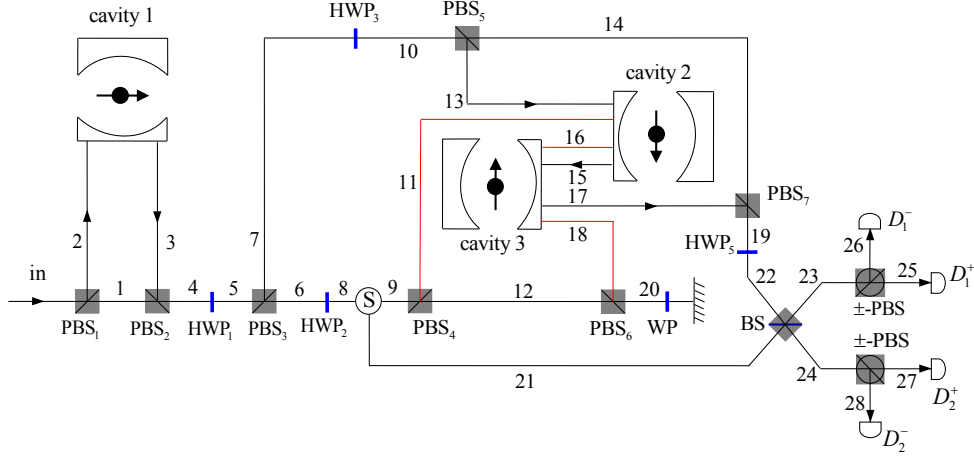 cavity 1
HWP₃
PBS₅
10
14
cavity 2
13
16
15
11
17
18
cavity 3
PBS₇
2
3
7
HWP₅
19
D₁⁻
26
22
23
25
D₁⁺
in
1
4
5
6
8
S
9
12
20
±-PBS
PBS₁
PBS₂
HWP₁
PBS₃
HWP₂
PBS₄
PBS₆
WP
BS
±-PBS
21
24
27
D₂⁺
28
D₂⁻